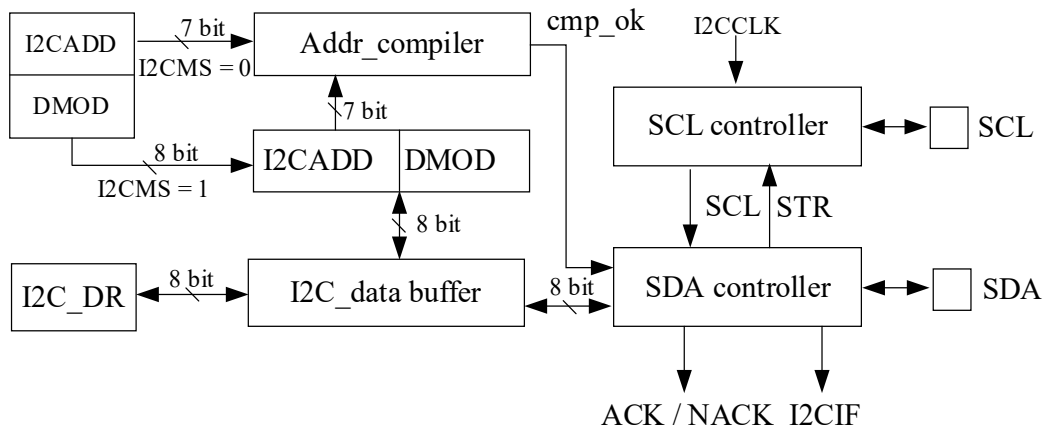 I2CADD
DMOD
7 bit
I2CMS = 0
Addr_compiler
cmp_ok
I2CCLK
7 bit
8 bit
I2CMS = 1
I2CADD
DMOD
SCL controller
SCL
SCL
STR
8 bit
I2C_DR
8 bit
I2C_data buffer
8 bit
SDA controller
SDA
ACK / NACK
I2CIF